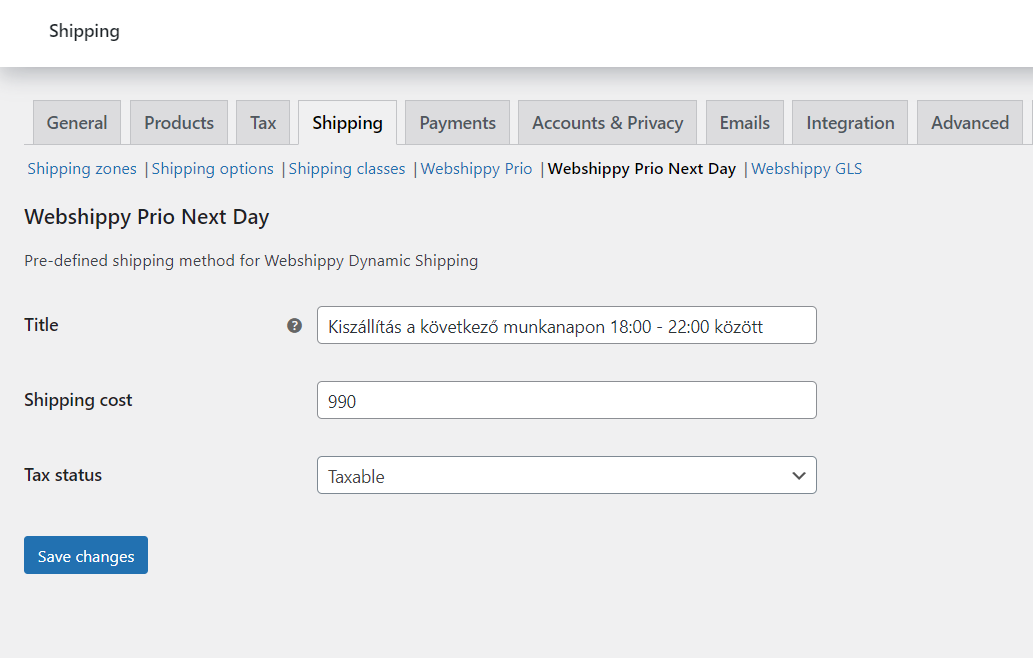 Shipping
General Products Tax Shipping Payments Accounts & Privacy Emails Integration Advanced
Shipping zones | Shipping options | Shipping classes | Webshippy Prio | Webshippy Prio Next Day | Webshippy GLS
Webshippy Prio Next Day
Pre-defined shipping method for Webshippy Dynamic Shipping
Title ? Kiszállítás a következő munkanapon 18:00 - 22:00 között
Shipping cost 990
Tax status Taxable
Save changes